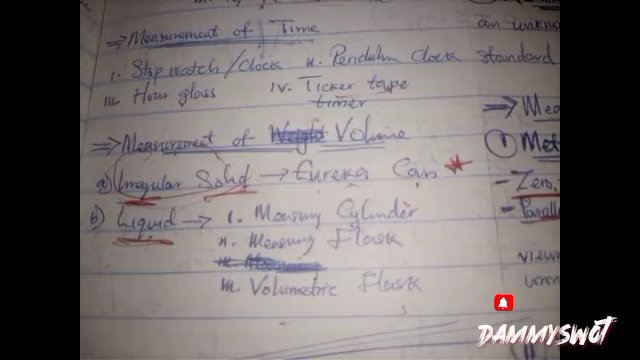 an unkno
⇒ Measurement of Time
i. Stop watch/clock ii. Pendulum clock
standard
iii. Hour glass iv. Ticker tape
timer
⇒ Mea
⇒ Measurement of Volume
① Met
a) Irregular Solid → Eureka Can *
- Zero,
b) Liquid → i. Measuring Cylinder
- Paralla
ii. Measuring Flask
iii. Volumetric Flask
DAMMYSWOT